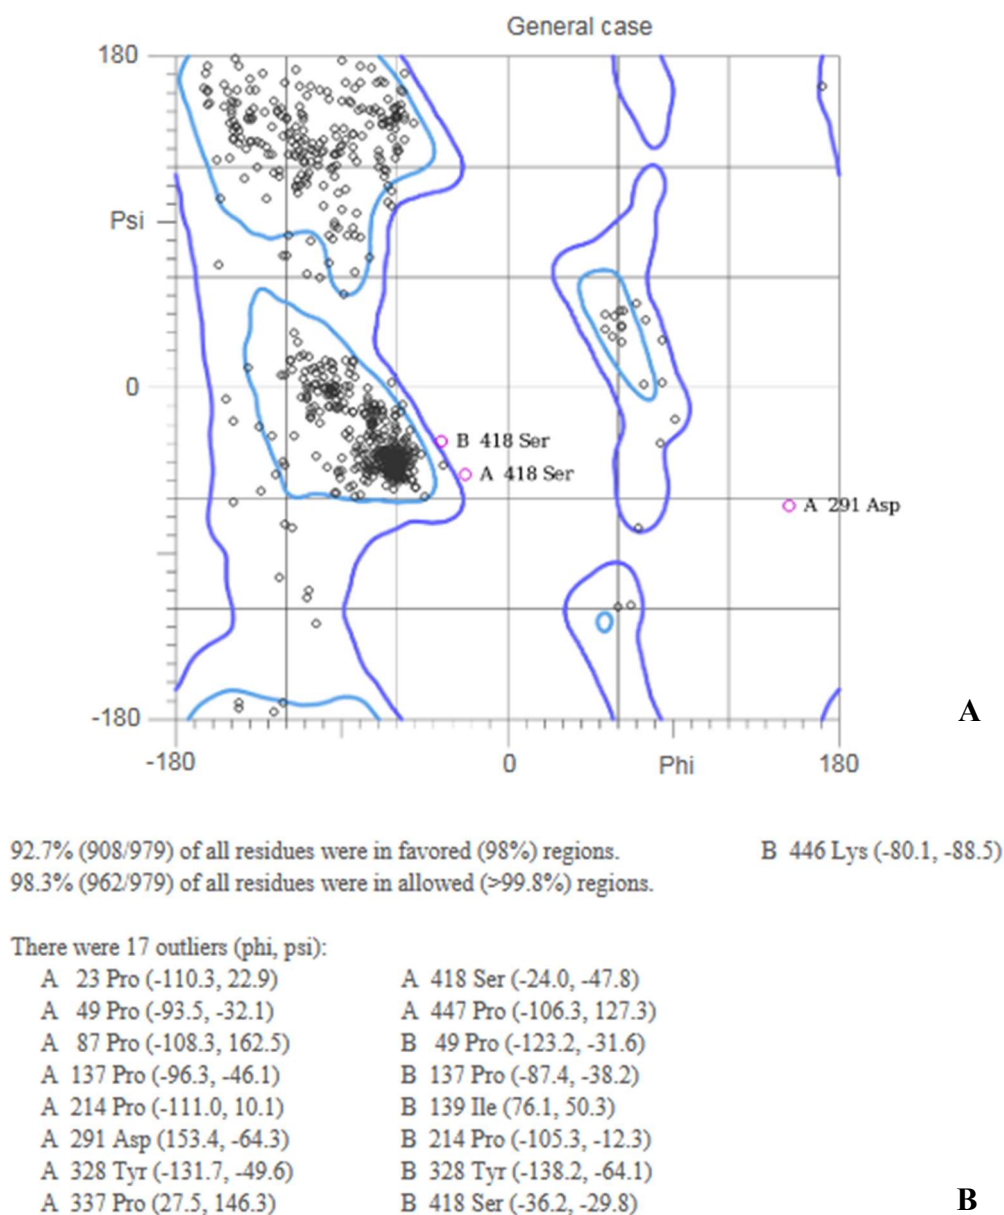 General case
180
Psi
0
B 418 Ser
A 418 Ser
A 291 Asp
-180
A
-180 0 Phi 180
92.7% (908/979) of all residues were in favored (98%) regions.
B 446 Lys (-80.1, -88.5)
98.3% (962/979) of all residues were in allowed (>99.8%) regions.
There were 17 outliers (phi, psi):
A 23 Pro (-110.3, 22.9)
A 49 Pro (-93.5, -32.1)
A 87 Pro (-108.3, 162.5)
A 137 Pro (-96.3, -46.1)
A 214 Pro (-111.0, 10.1)
A 291 Asp (153.4, -64.3)
A 328 Tyr (-131.7, -49.6)
A 337 Pro (27.5, 146.3)
A 418 Ser (-24.0, -47.8)
A 447 Pro (-106.3, 127.3)
B 49 Pro (-123.2, -31.6)
B 137 Pro (-87.4, -38.2)
B 139 Ile (76.1, 50.3)
B 214 Pro (-105.3, -12.3)
B 328 Tyr (-138.2, -64.1)
B 418 Ser (-36.2, -29.8)
B